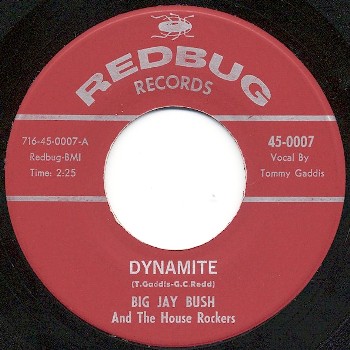 REDBUG
RECORDS
716-45-0007-A
Redbug-BMI
Time: 2:25
45-0007
Vocal By
Tommy Gaddis
DYNAMITE
(T.Gaddis-G.C.Redd)
BIG JAY BUSH
And The House Rockers